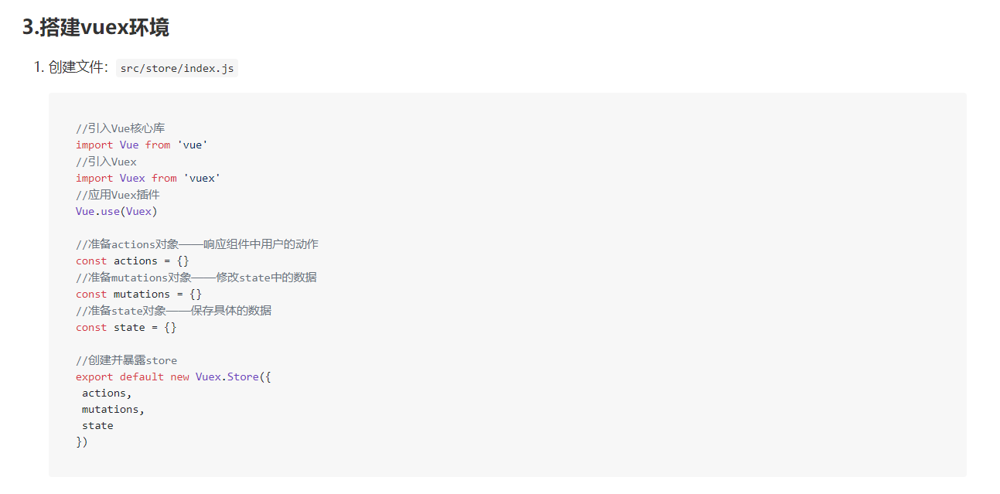 3.搭建vuex环境
1. 创建文件：src/store/index.js
//引入Vue核心库
import Vue from 'vue'
//引入Vuex
import Vuex from 'vuex'
//应用Vuex插件
Vue.use(Vuex)
//准备actions对象——响应组件中用户的动作
const actions = {}
//准备mutations对象——修改state中的数据
const mutations = {}
//准备state对象——保存具体的数据
const state = {}
//创建并暴露store
export default new Vuex.Store({
actions,
mutations,
state
})